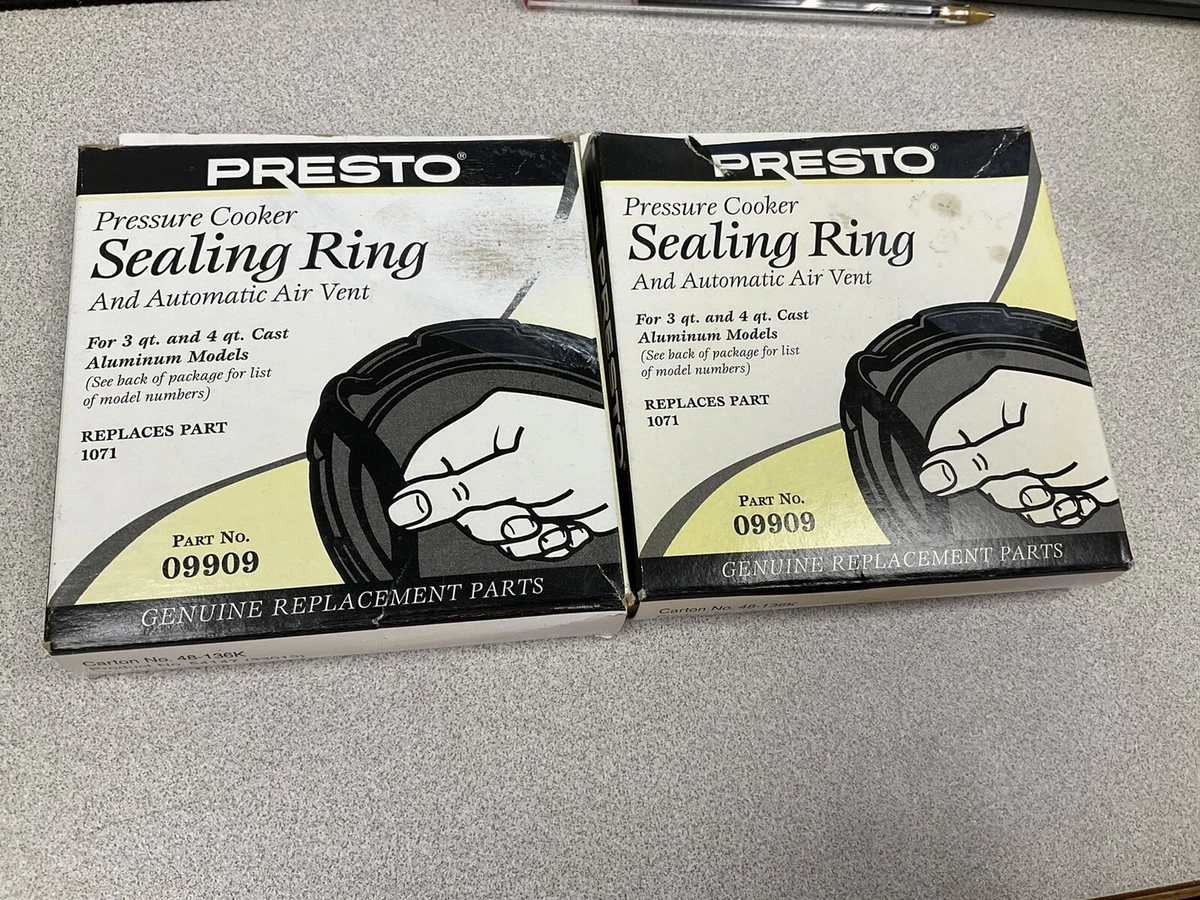 PRESTO®
Pressure Cooker
Sealing Ring
And Automatic Air Vent
For 3 qt. and 4 qt. Cast
Aluminum Models
(See back of package for list
of model numbers)
REPLACES PART
1071
PART NO.
09909
GENUINE REPLACEMENT PARTS
Carton No. 48-136K
PRESTO®
Pressure Cooker
Sealing Ring
And Automatic Air Vent
For 3 qt. and 4 qt. Cast
Aluminum Models
(See back of package for list
of model numbers)
REPLACES PART
1071
PART NO.
09909
GENUINE REPLACEMENT PARTS
Carton No. 48-136K
PRESTO